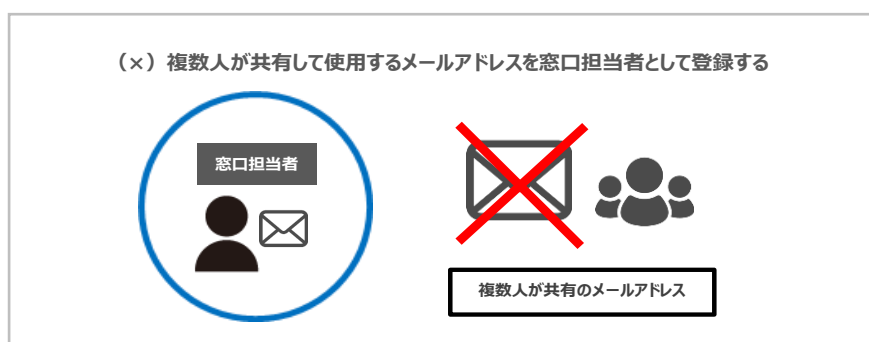 （×）複数人が共有して使用するメールアドレスを窓口担当者として登録する
窓口担当者
複数人が共有のメールアドレス